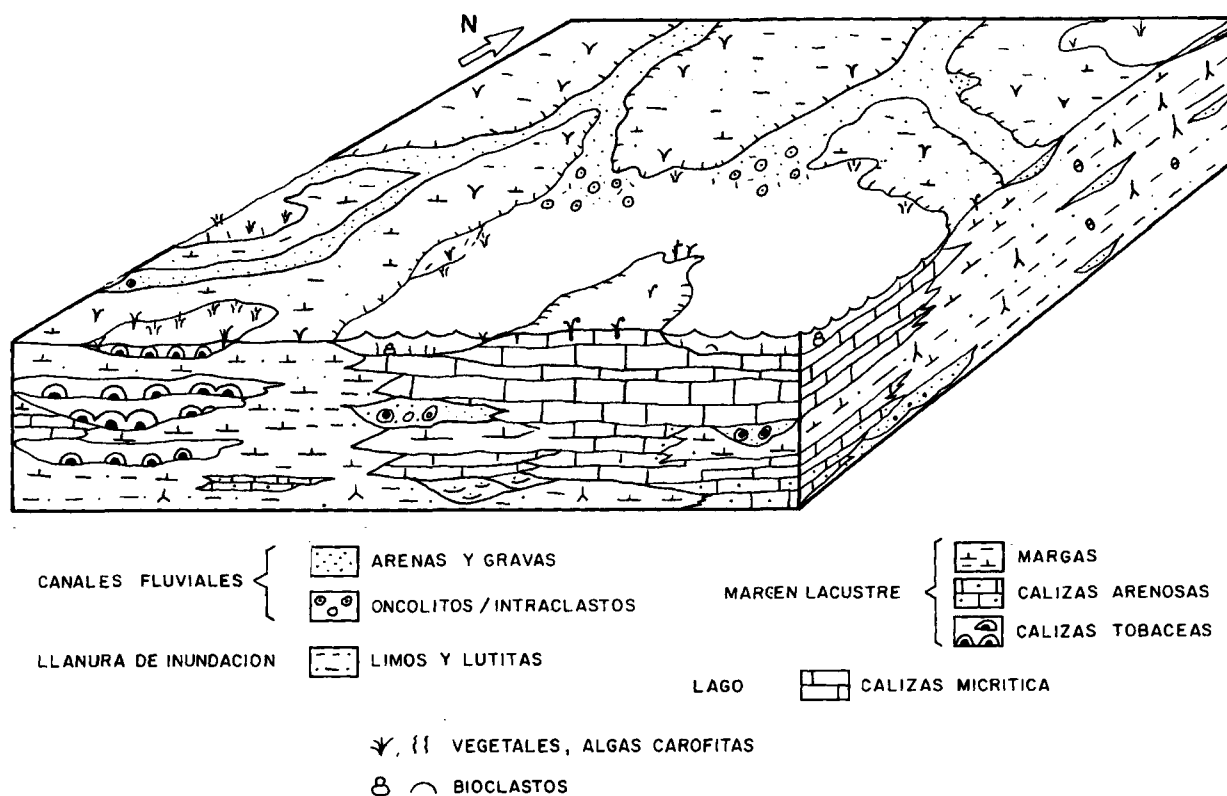 N
CANALES FLUVIALES
ARENAS Y GRAVAS
ONCOLITOS / INTRACLASTOS
LLANURA DE INUNDACION
LIMOS Y LUTITAS
MARGEN LACUSTRE
MARGAS
CALIZAS ARENOSAS
CALIZAS TOBACEAS
LAGO
CALIZAS MICRITICA
VEGETALES, ALGAS CAROFITAS
BIOCLASTOS